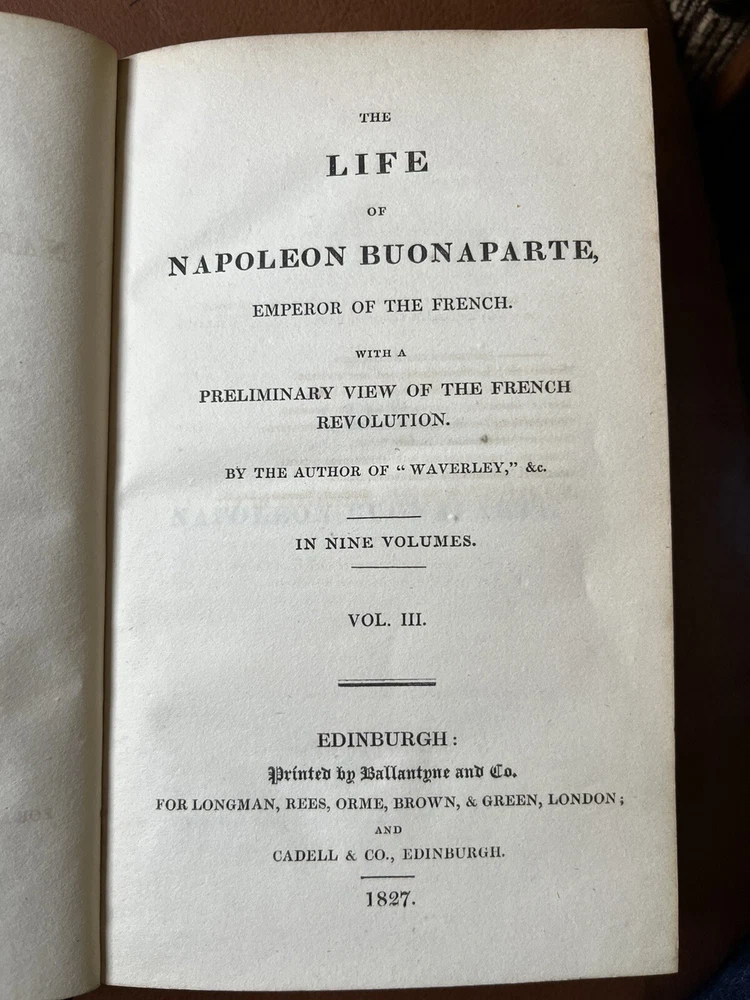 THE
LIFE
OF
NAPOLEON BUONAPARTE,
EMPEROR OF THE FRENCH.
WITH A
PRELIMINARY VIEW OF THE FRENCH
REVOLUTION.
BY THE AUTHOR OF “ WAVERLEY,” &c.
IN NINE VOLUMES.
VOL. III.
EDINBURGH:
Printed by Ballantyne and Co.
FOR LONGMAN, REES, ORME, BROWN, & GREEN, LONDON;
AND
CADELL & CO., EDINBURGH.
1827.